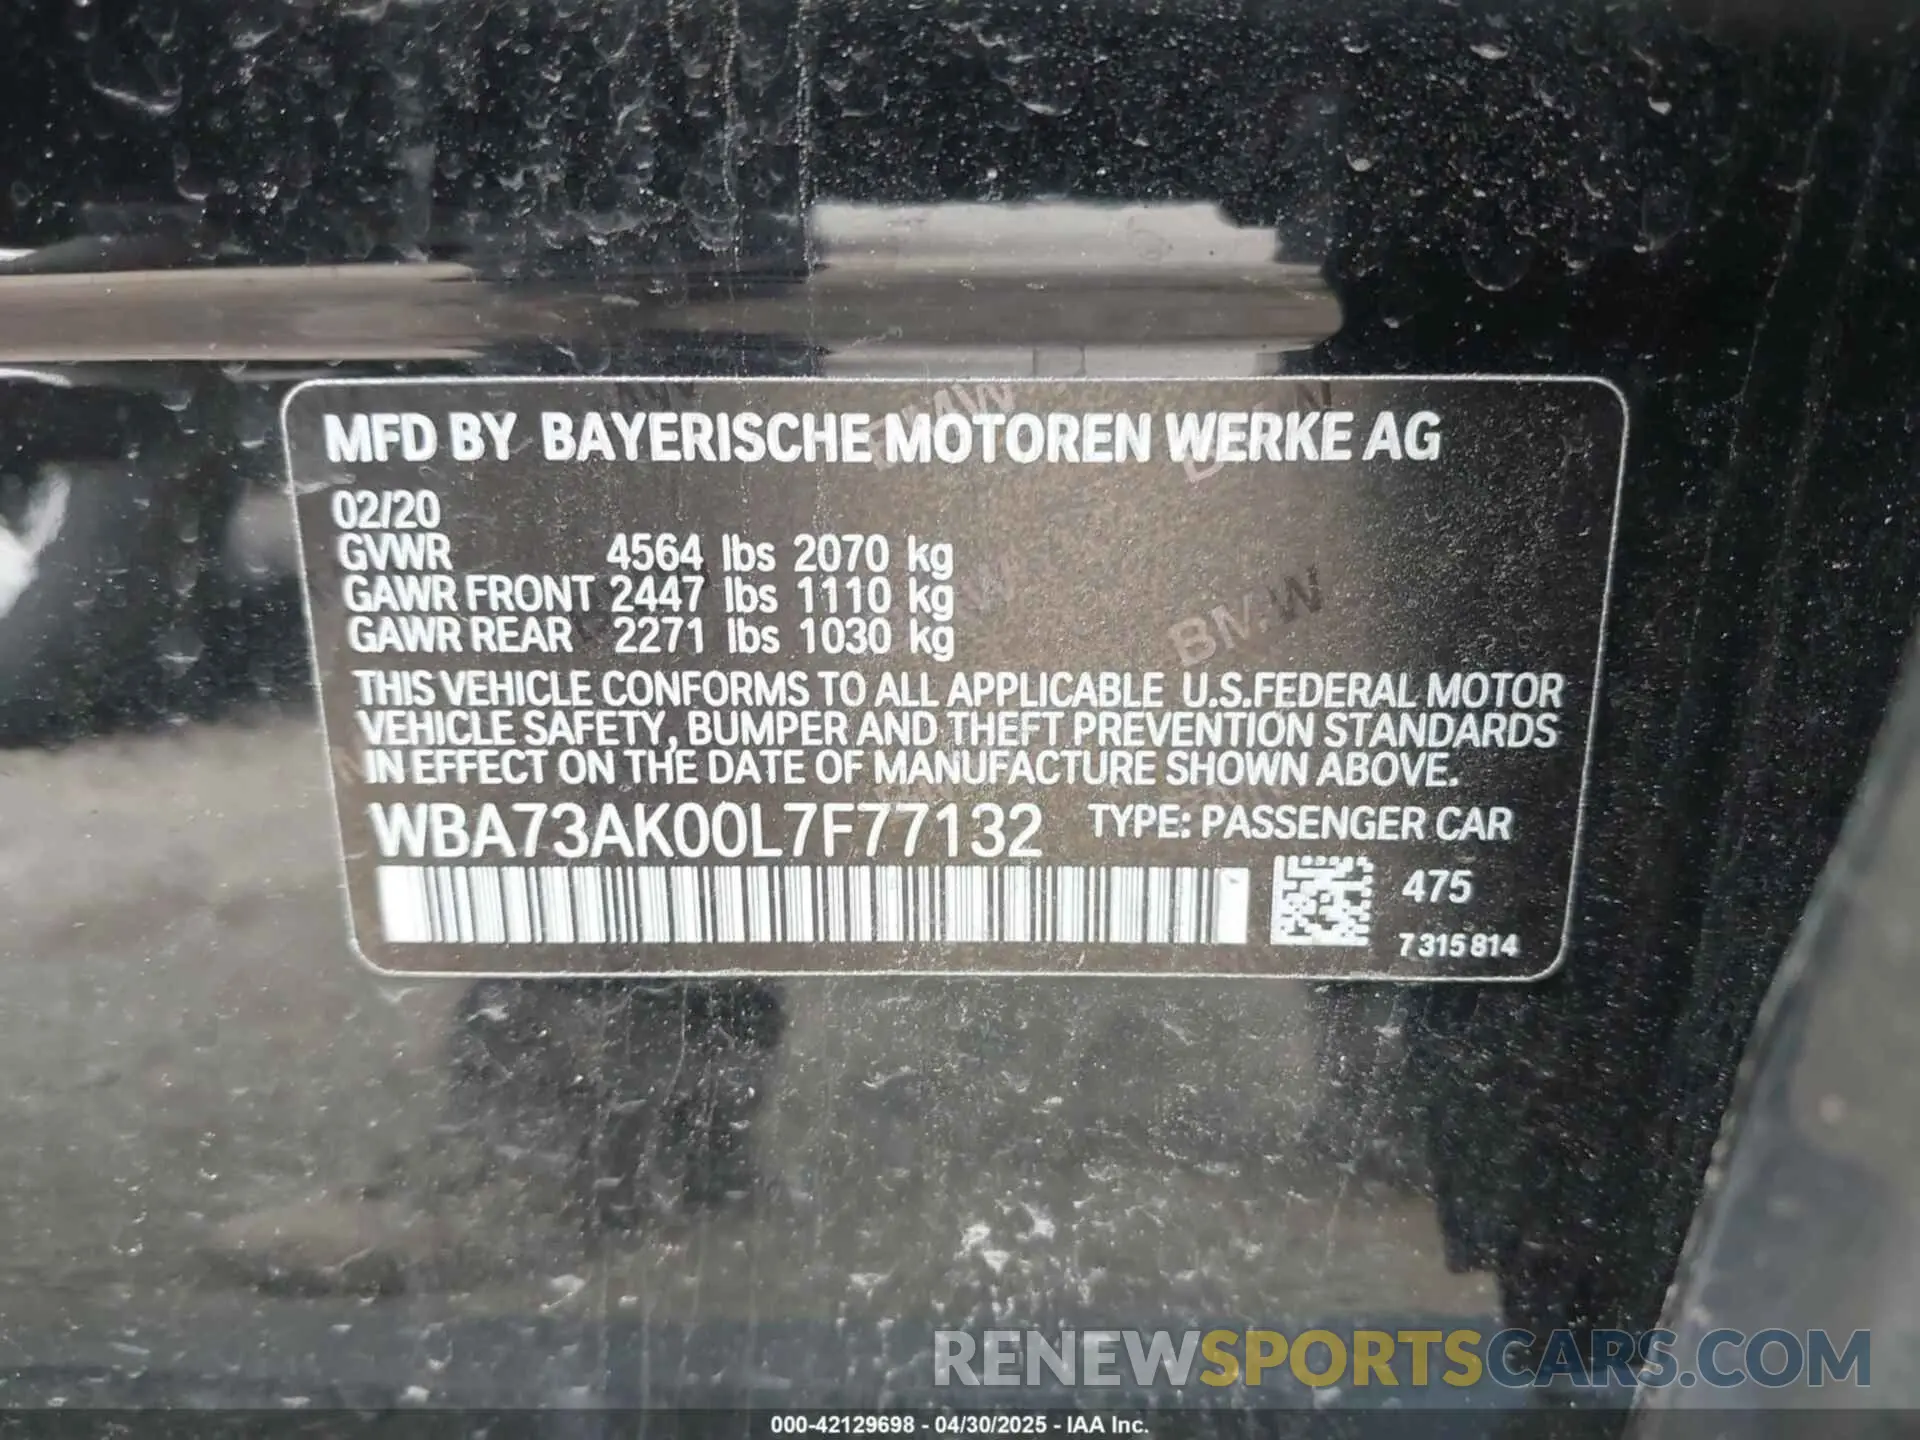 MFD BY BAYERISCHE MOTOREN WERKE AG
02/20
GVWR 4564 lbs 2070 kg
GAWR FRONT 2447 lbs 1110 kg
GAWR REAR 2271 lbs 1030 kg
THIS VEHICLE CONFORMS TO ALL APPLICABLE U.S.FEDERAL MOTOR
VEHICLE SAFETY, BUMPER AND THEFT PREVENTION STANDARDS
IN EFFECT ON THE DATE OF MANUFACTURE SHOWN ABOVE.
WBA73AK00L7F77132 TYPE: PASSENGER CAR
475
7 315 814
BMW
RENEWSPORTSCARS.COM
000-42129698 - 04/30/2025 - IAA Inc.